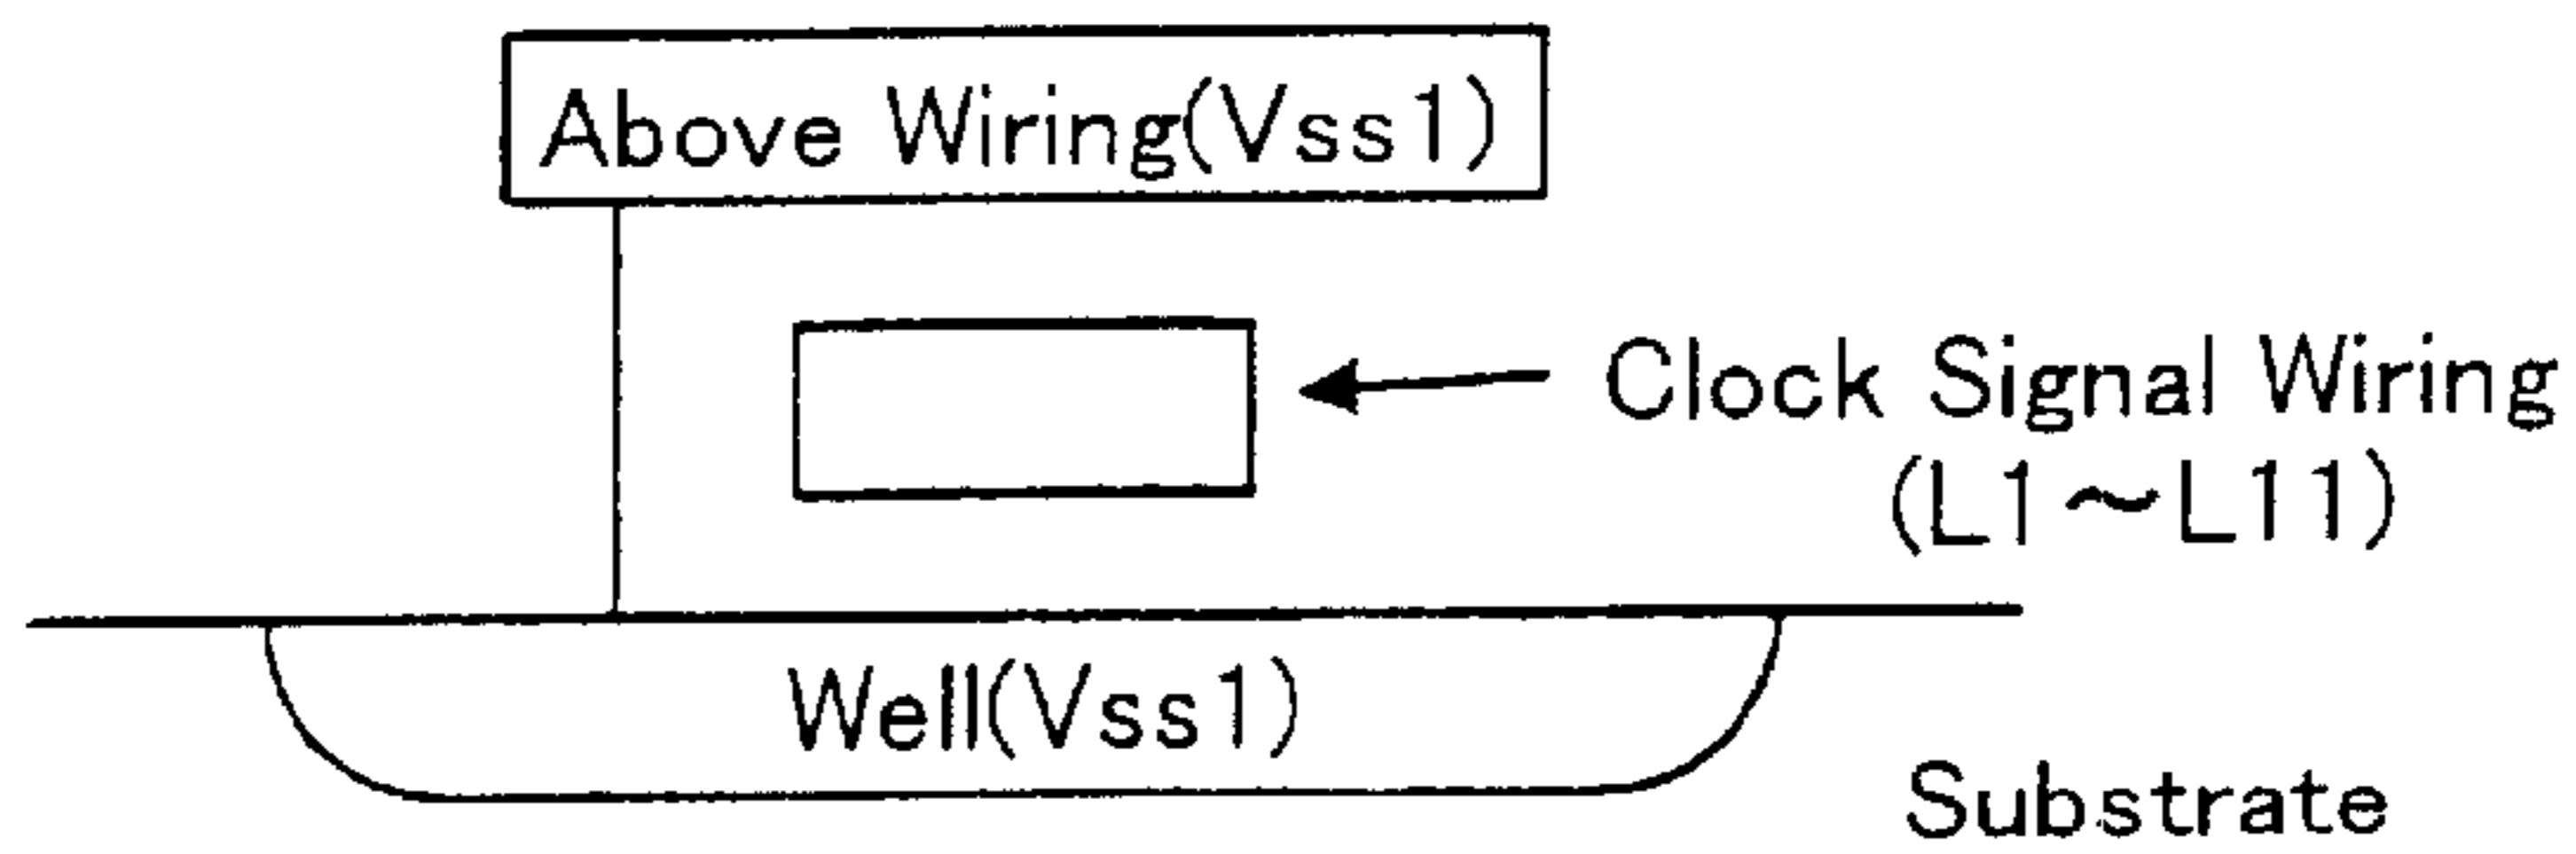 Above Wiring(Vss1)
Clock Signal Wiring
(L1～L11)
Well(Vss1)
Substrate